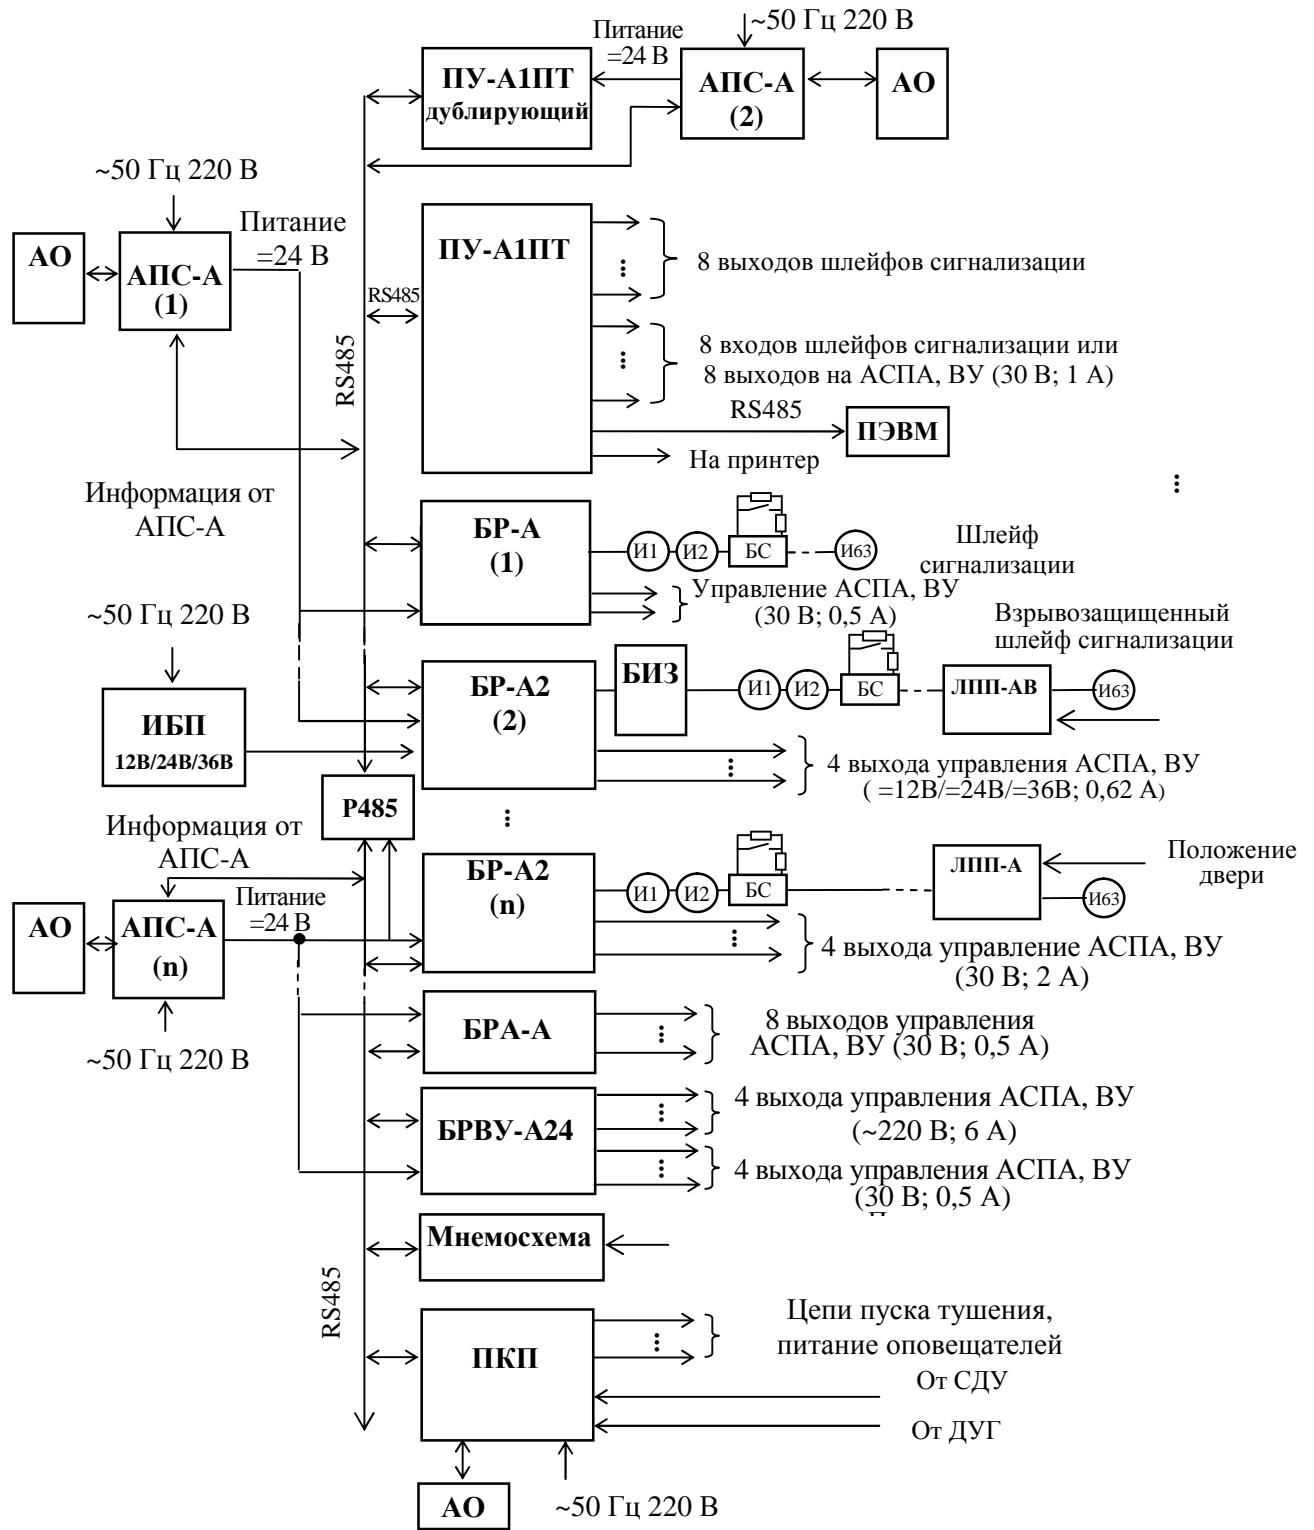 ~50 Гц 220 В
Питание
=24 В
ПУ-А1ПТ
дублирующий
АПС-А
(2)
АО
~50 Гц 220 В
Питание
=24 В
АО
АПС-А
(1)
ПУ-А1ПТ
8 выходов шлейфов сигнализации
RS485
RS485
8 входов шлейфов сигнализации или
8 выходов на АСПА, ВУ (30 В; 1 А)
RS485
ПЭВМ
На принтер
Информация от
АПС-А
БР-А
(1)
И1
И2
БС
И63
Шлейф
сигнализации
Управление АСПА, ВУ
(30 В; 0,5 А)
~50 Гц 220 В
Взрывозащищенный
шлейф сигнализации
ИБП
12В/24В/36В
БР-А2
(2)
БИЗ
И1
И2
БС
ЛПП-АВ
И63
4 выхода управления АСПА, ВУ
( =12В/=24В/=36В; 0,62 А)
Р485
Информация от
АПС-А
БР-А2
(n)
И1
И2
БС
ЛПП-А
И63
Положение
двери
Питание
=24 В
АО
АПС-А
(n)
4 выхода управление АСПА, ВУ
(30 В; 2 А)
~50 Гц 220 В
БРА-А
8 выходов управления
АСПА, ВУ (30 В; 0,5 А)
БРВУ-А24
4 выхода управления АСПА, ВУ
(~220 В; 6 А)
4 выхода управления АСПА, ВУ
(30 В; 0,5 А)
Мнемосхема
RS485
ПКП
Цепи пуска тушения,
питание оповещателей
От СДУ
От ДУГ
АО
~50 Гц 220 В